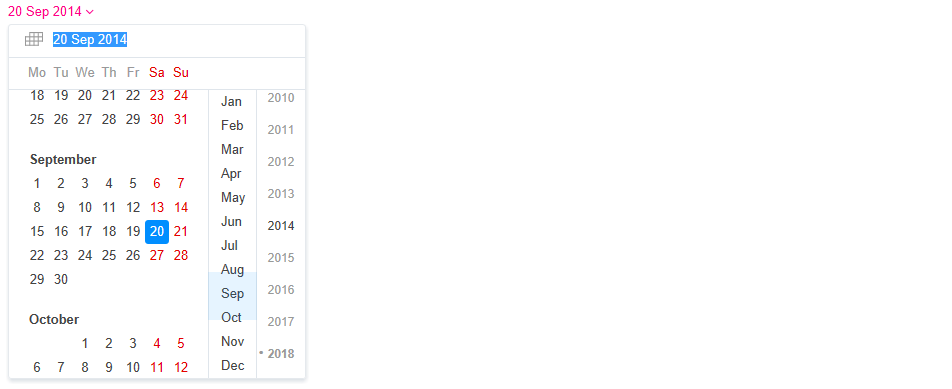 20 Sep 2014
20 Sep 2014
Mo Tu We Th Fr Sa Su
18 19 20 21 22 23 24
25 26 27 28 29 30 31
September
1 2 3 4 5 6 7
8 9 10 11 12 13 14
15 16 17 18 19 20 21
22 23 24 25 26 27 28
29 30
October
1 2 3 4 5
6 7 8 9 10 11 12
Jan
Feb
Mar
Apr
May
Jun
Jul
Aug
Sep
Oct
Nov
Dec
2010
2011
2012
2013
2014
2015
2016
2017
• 2018